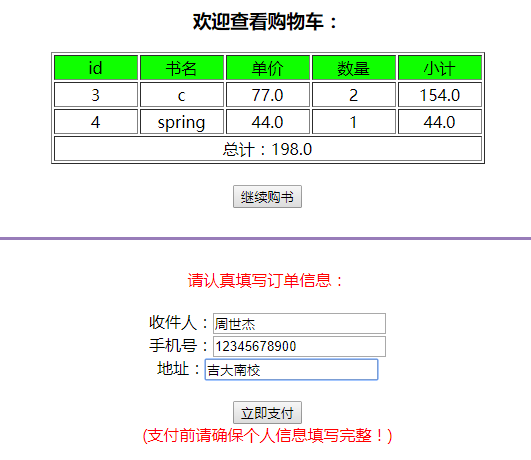 欢迎查看购物车：
id 书名 单价 数量 小计
3 c 77.0 2 154.0
4 spring 44.0 1 44.0
总计：198.0
继续购书
请认真填写订单信息：
收件人：周世杰
手机号：12345678900
地址：吉大南校
立即支付
(支付前请确保个人信息填写完整！)